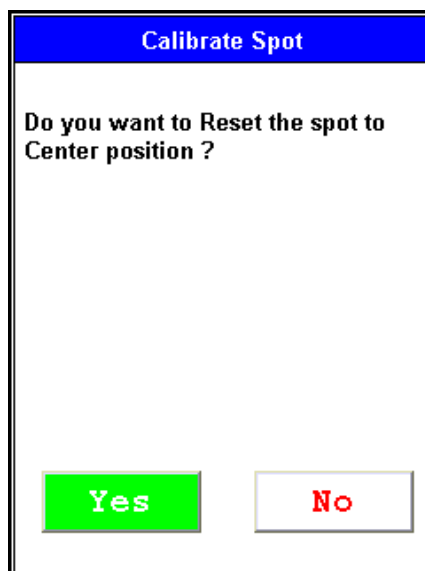 Calibrate Spot
Do you want to Reset the spot to
Center position ?
Yes
No